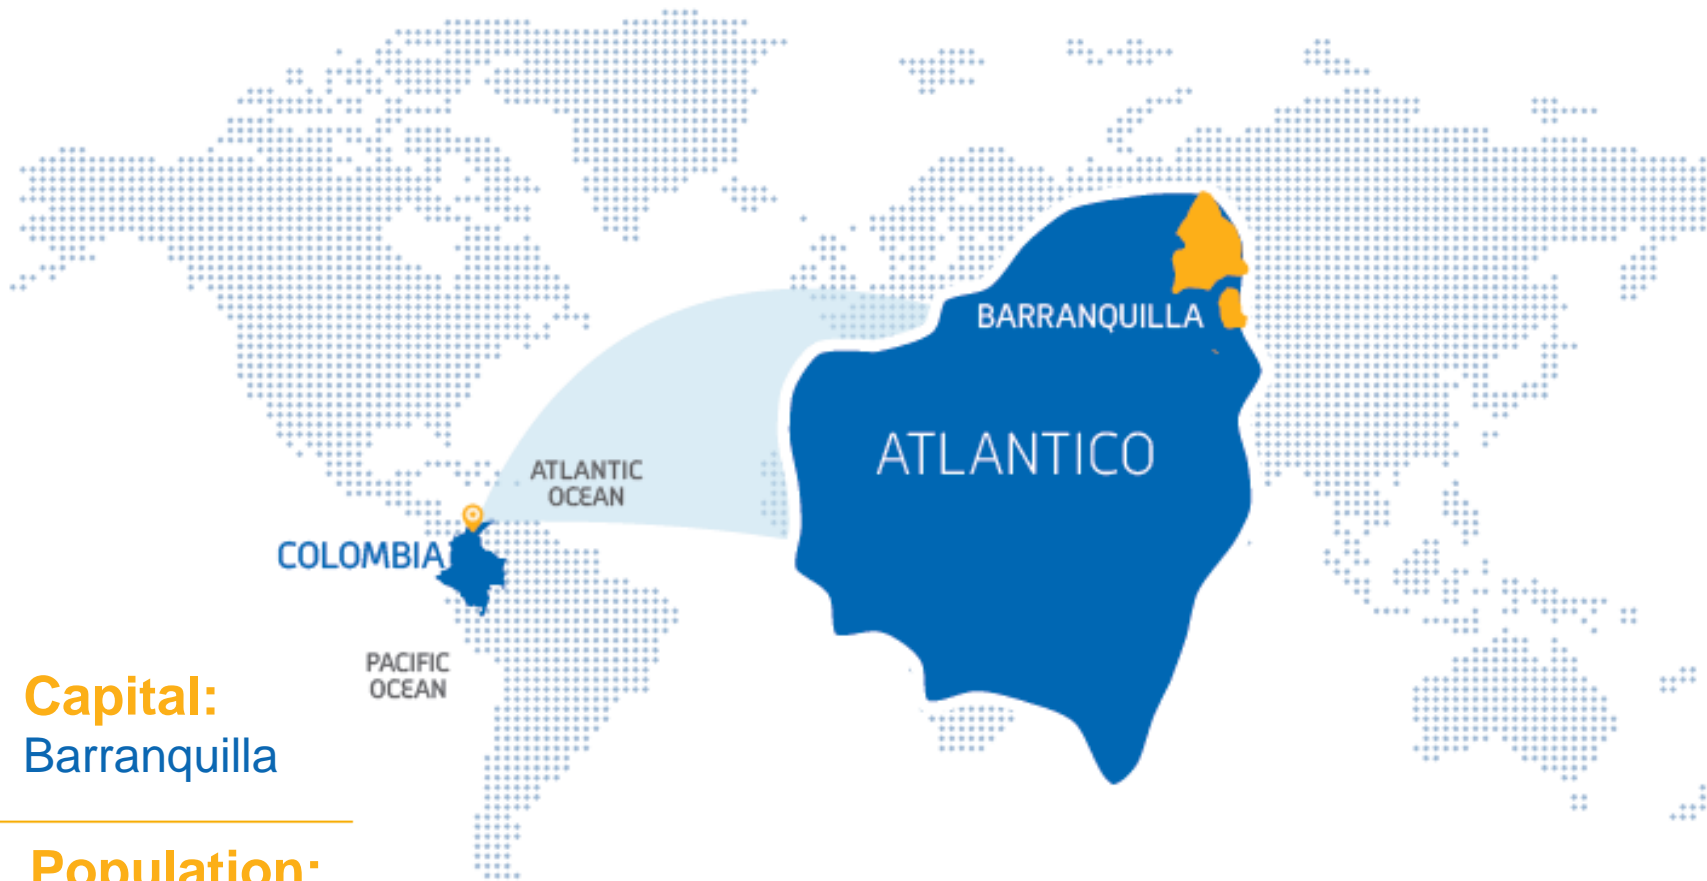 BARRANQUILLA
ATLANTICO
ATLANTIC
OCEAN
COLOMBIA
PACIFIC
OCEAN
Capital:
Barranquilla
Population: